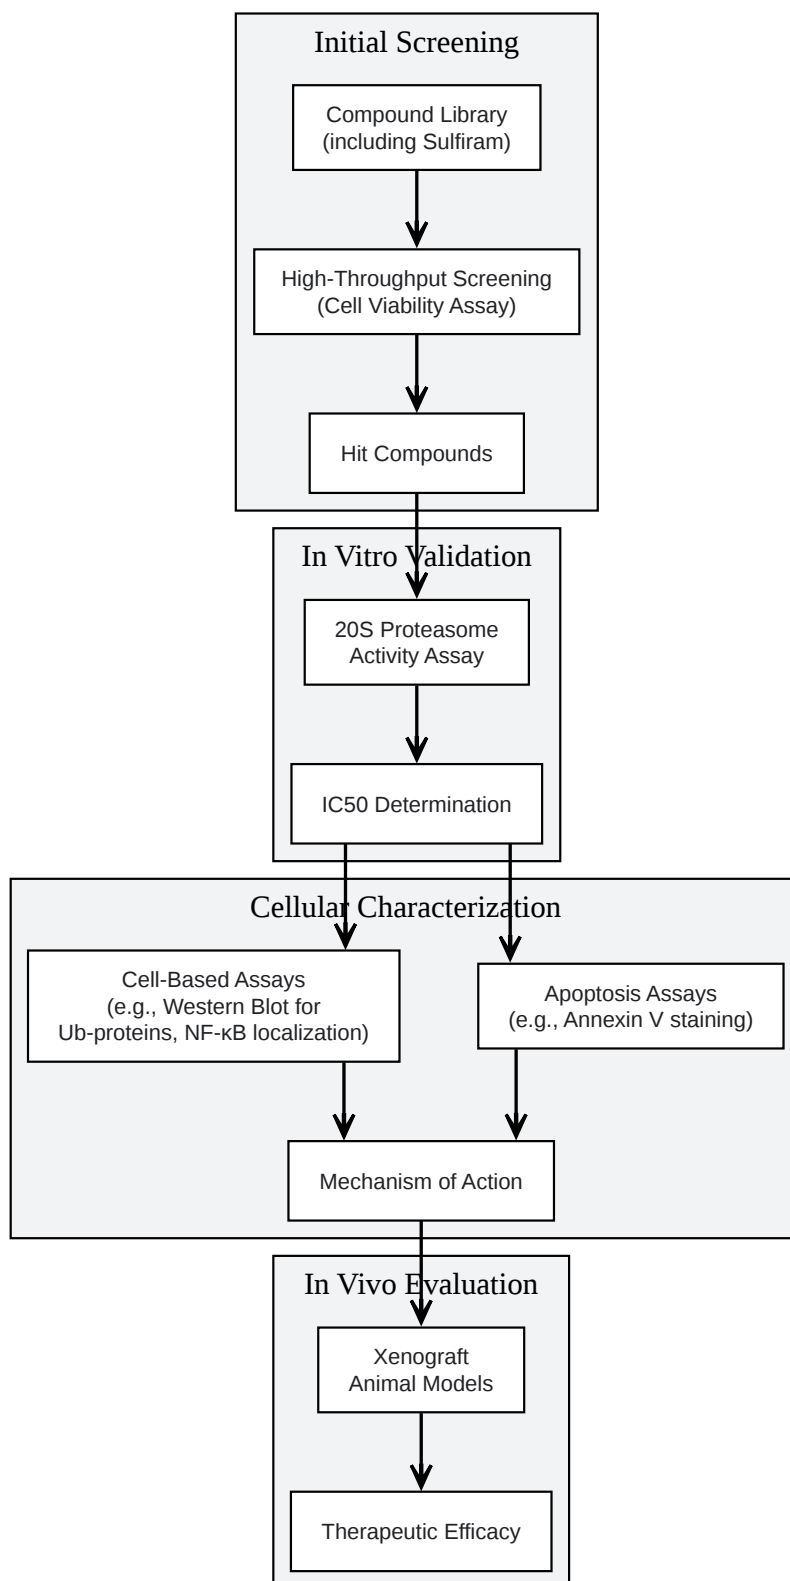 Initial Screening
Compound Library
(including Sulfiram)
High-Throughput Screening
(Cell Viability Assay)
Hit Compounds
In Vitro Validation
20S Proteasome
Activity Assay
IC50 Determination
Cellular Characterization
Cell-Based Assays
(e.g., Western Blot for
Ub-proteins, NF-κB localization)
Apoptosis Assays
(e.g., Annexin V staining)
Mechanism of Action
In Vivo Evaluation
Xenograft
Animal Models
Therapeutic Efficacy